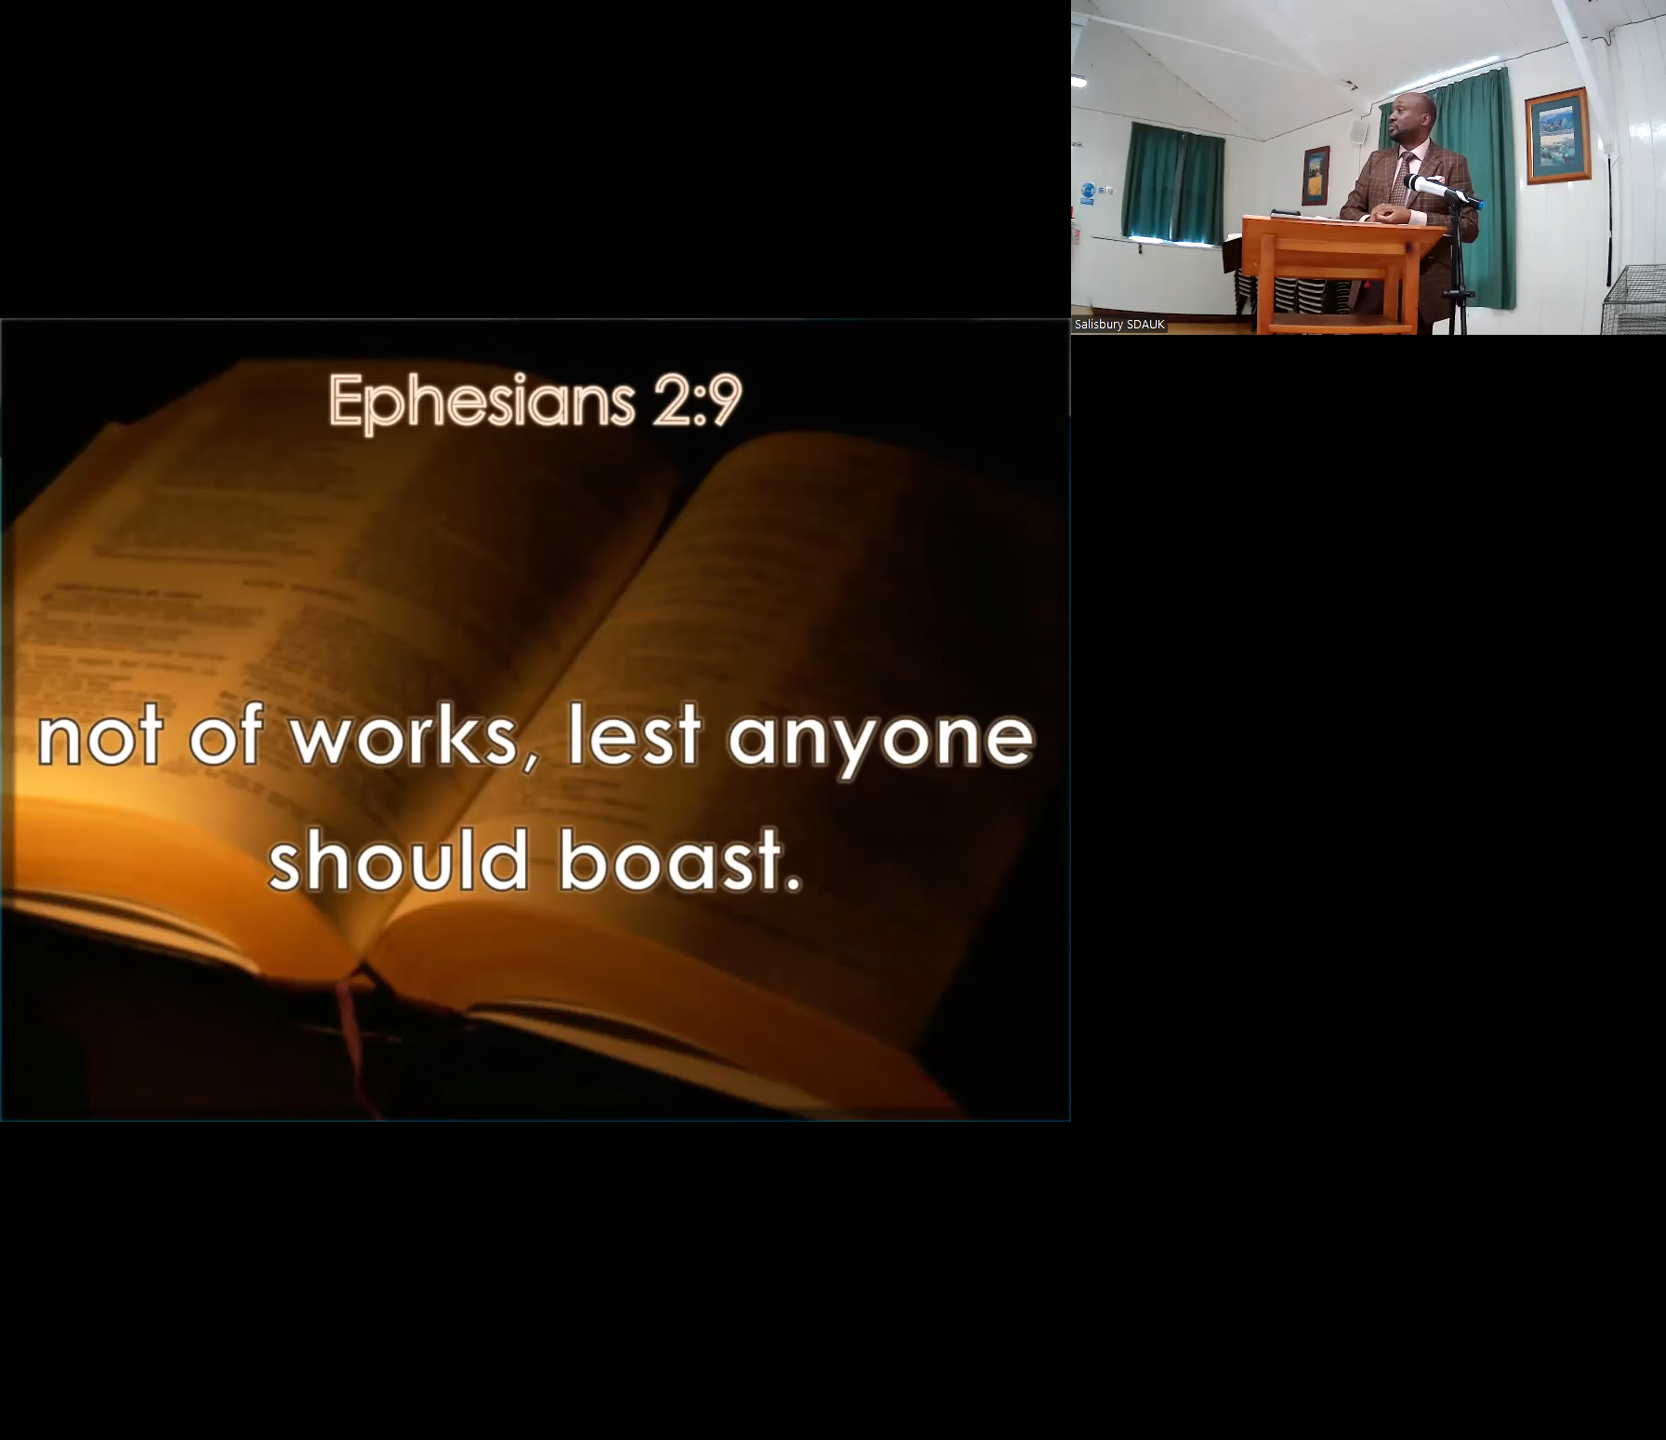 Ephesians 2:9
not of works, lest anyone
should boast.
Salisbury SDAUK